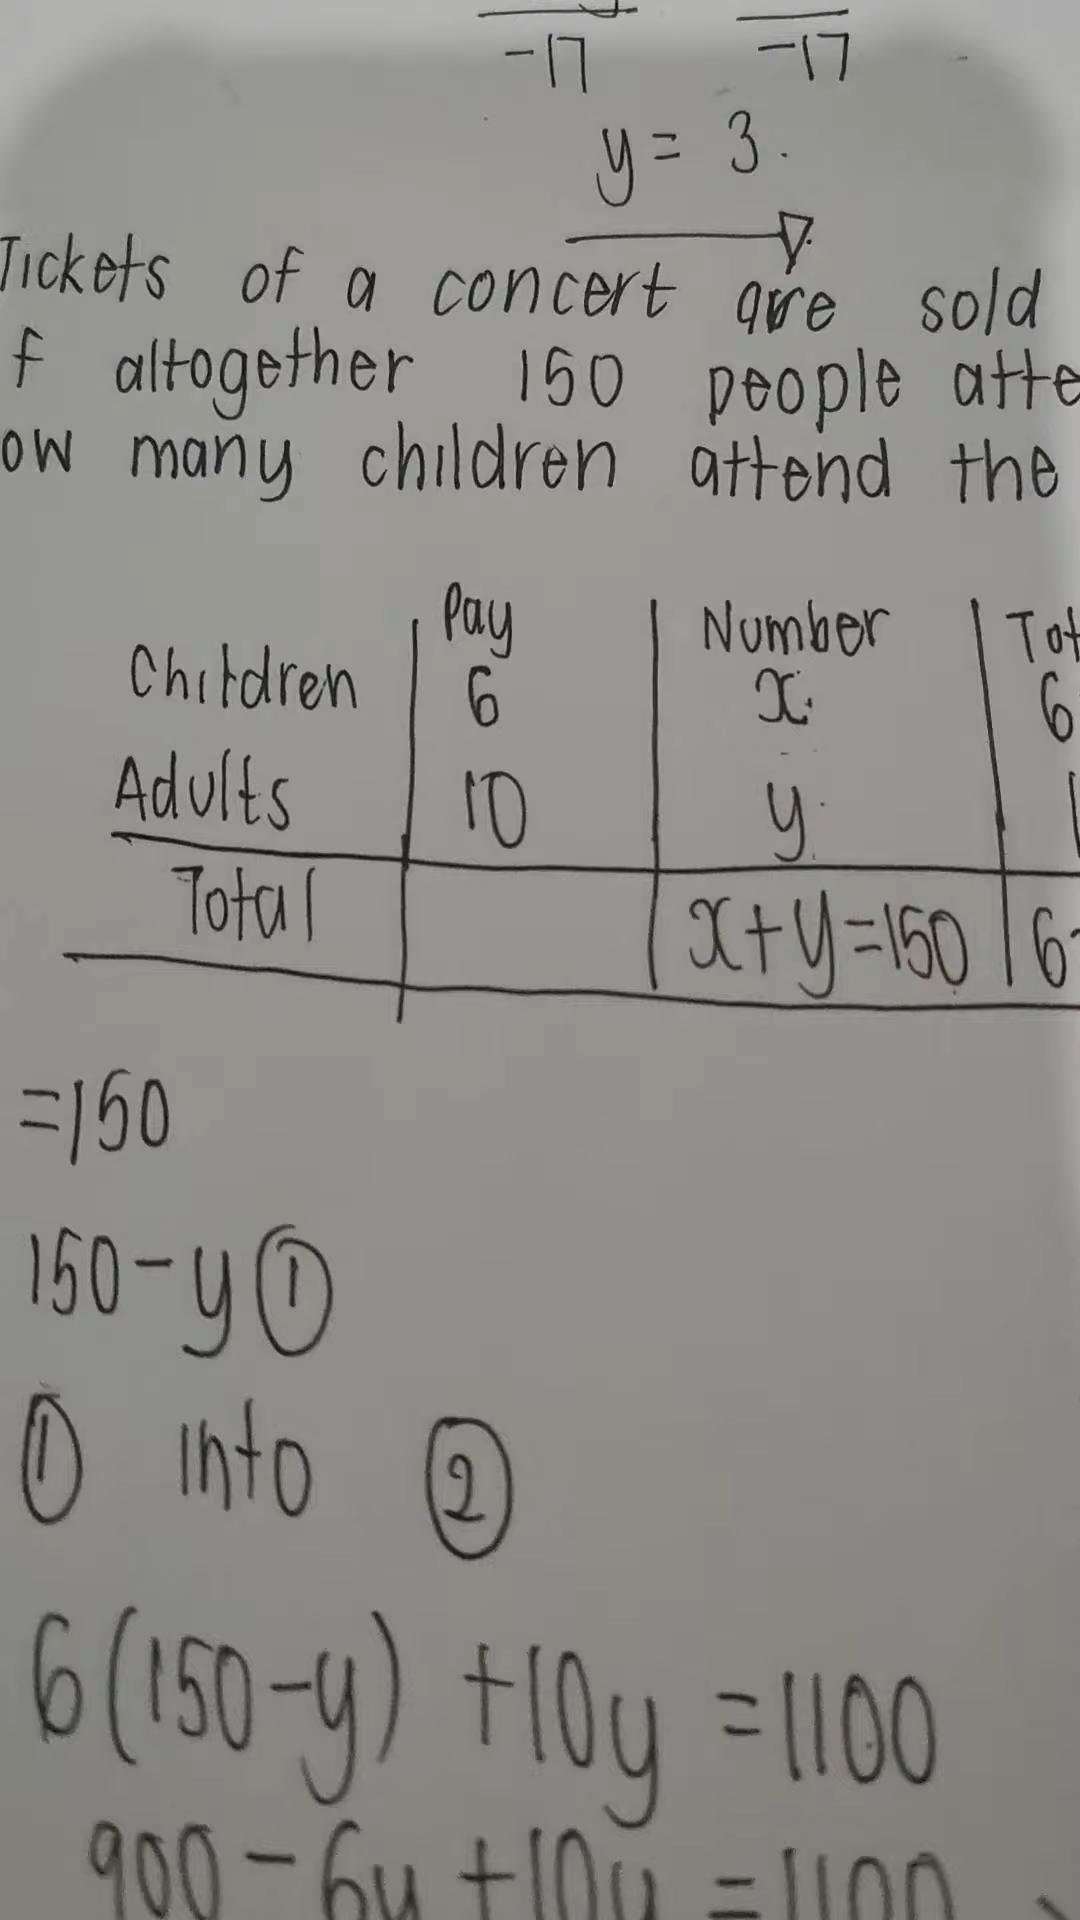 -17 -17
y = 3.
Tickets of a concert are sold
f altogether 150 people atte
ow many children attend the
Pay Number Tot
Children 6 x 6
Adults 10 y 1
Total x+y=150 6
=150
150-y ①
① into ②
6(150-y) +10y =1100
900-6y +10y =1100